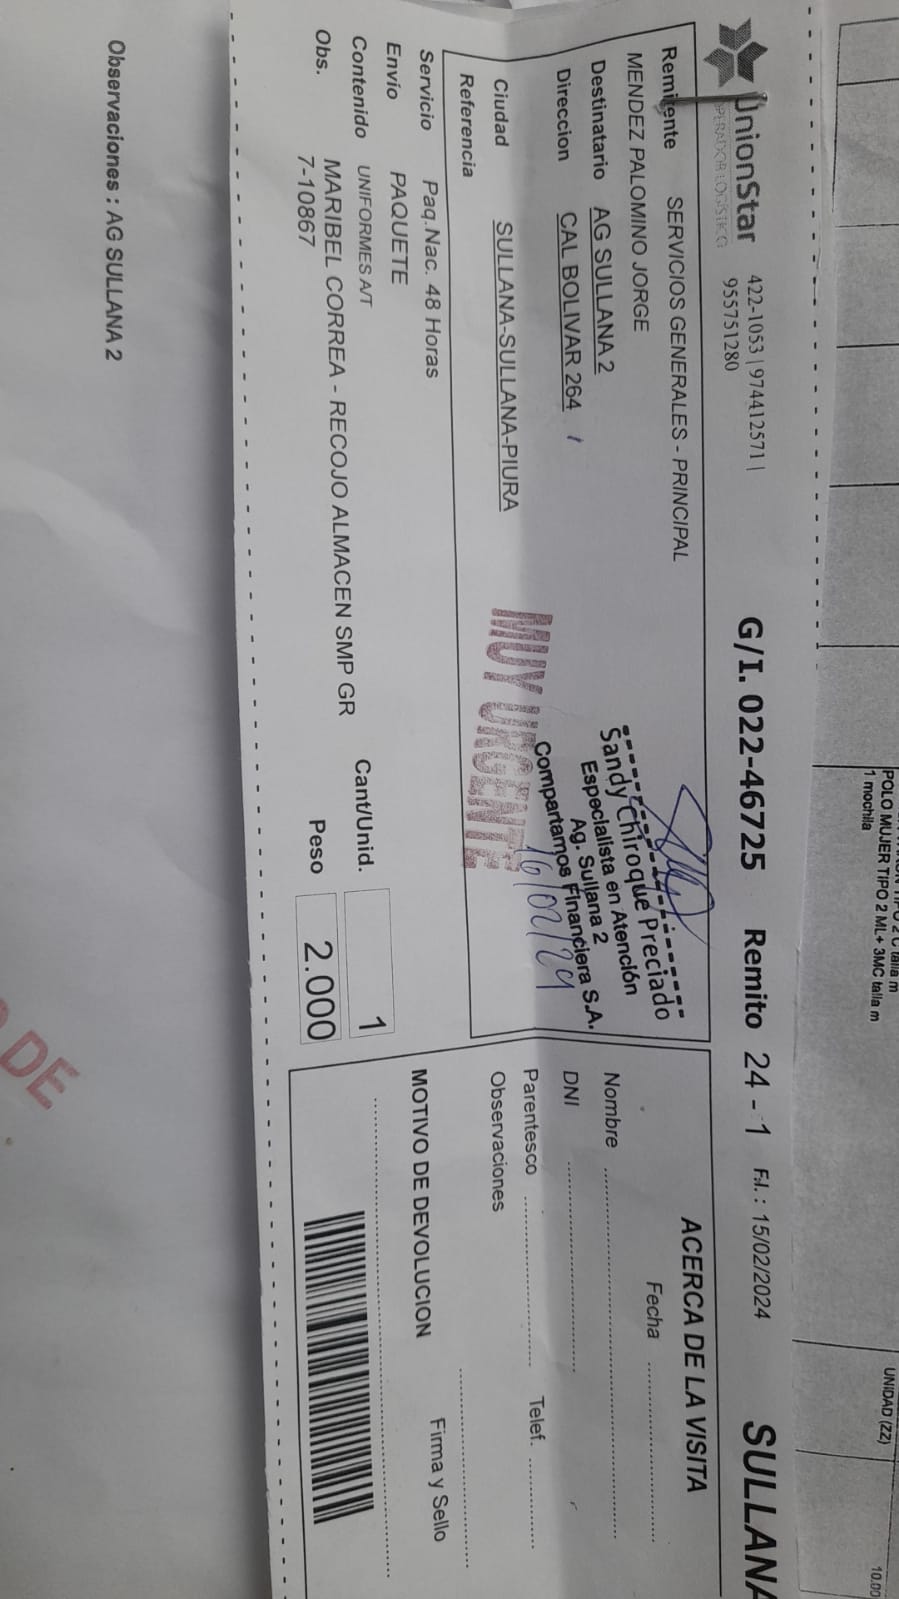 POLO MUJER TIPO 2 ML+ 3MC talla m
1 mochila
UNIDAD (ZZ)
10.00
UnionStar
OPERADOR LOGÍSTICO
422-1053 | 974412571 |
955751280
G/I. 022-46725 Remito 24 - 1 F.I.: 15/02/2024 SULLANA
Remitente SERVICIOS GENERALES - PRINCIPAL
MENDEZ PALOMINO JORGE
Destinatario AG SULLANA 2
Direccion CAL BOLIVAR 264
Ciudad SULLANA-SULLANA-PIURA
Referencia
Sandy Chiroque Preciado
Especialista en Atención
Ag. Sullana 2
Compartamos Financiera S.A.
16/02/24
MUY URGENTE
Servicio Paq.Nac. 48 Horas
Envio PAQUETE
Contenido UNIFORMES A/T
Obs. MARIBEL CORREA - RECOJO ALMACEN SMP GR
7-10867
Cant/Unid. 1
Peso 2.000
ACERCA DE LA VISITA
Fecha
Nombre
DNI
Parentesco Telef.
Observaciones
MOTIVO DE DEVOLUCION
Firma y Sello
Observaciones : AG SULLANA 2
DE